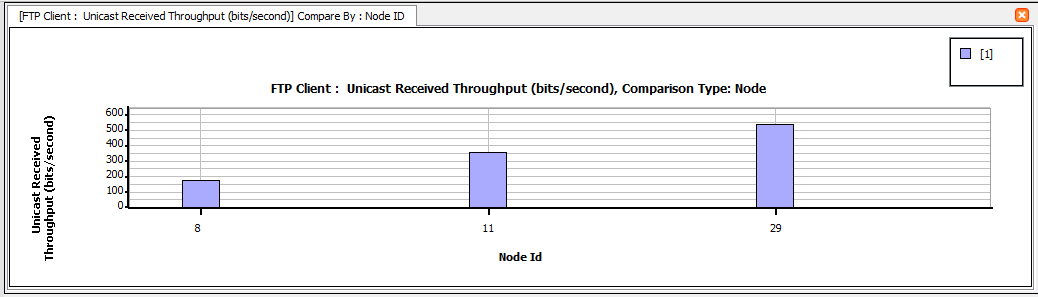 [FTP Client :  Unicast Received Throughput (bits/second)] Compare By : Node ID
[1]
FTP Client :  Unicast Received Throughput (bits/second), Comparison Type: Node
Unicast Received
Throughput (bits/second)
600
500
400
300
200
100
0
8
11
29
Node Id